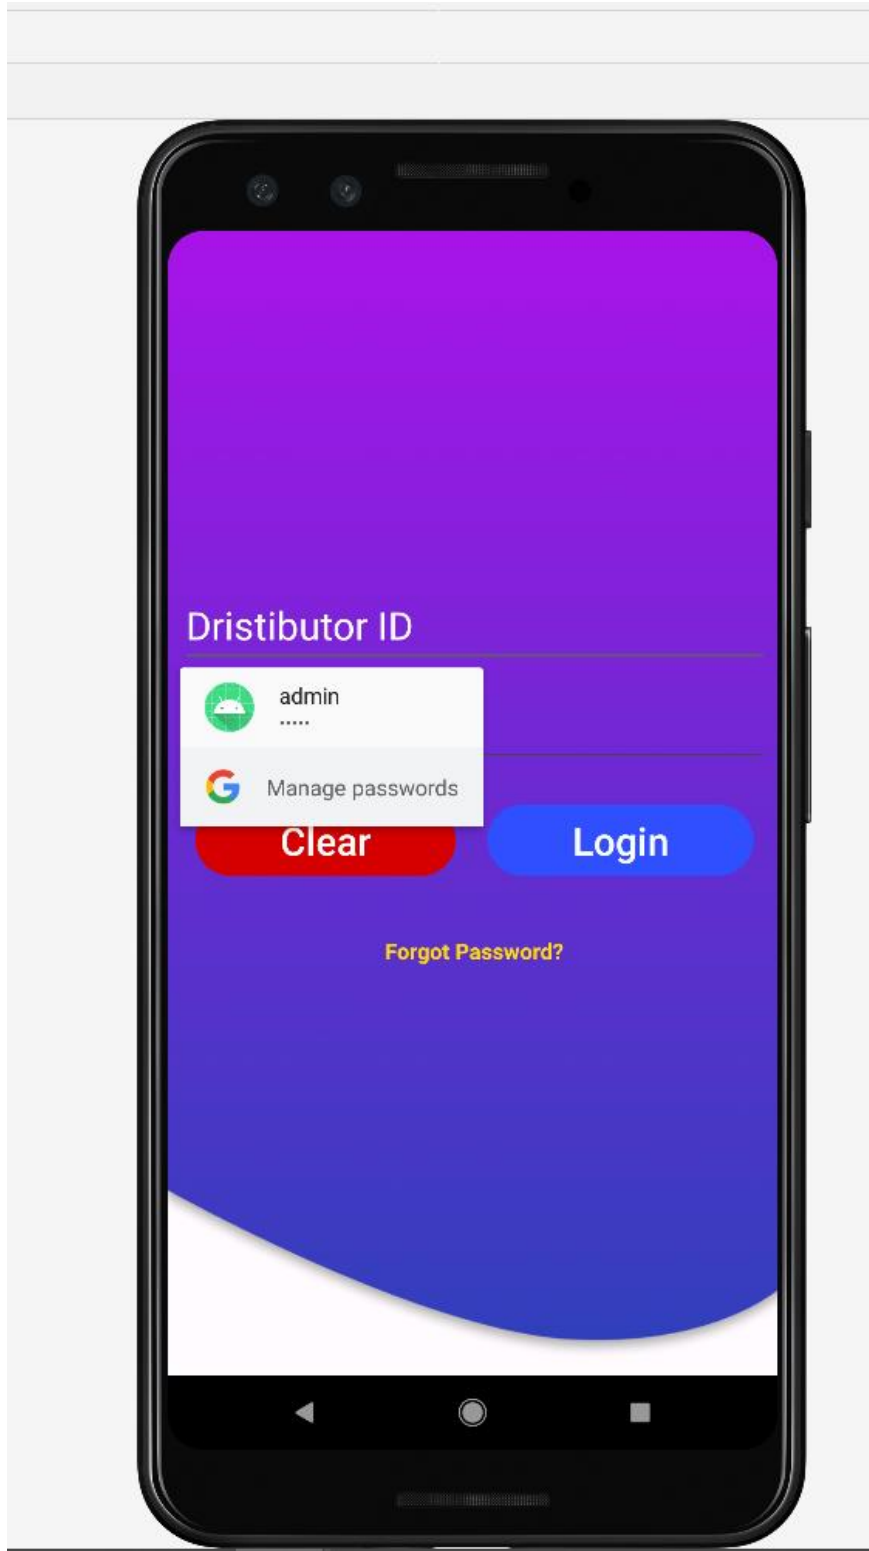 Dristibutor ID
admin
•••••
Manage passwords
Clear
Login
Forgot Password?